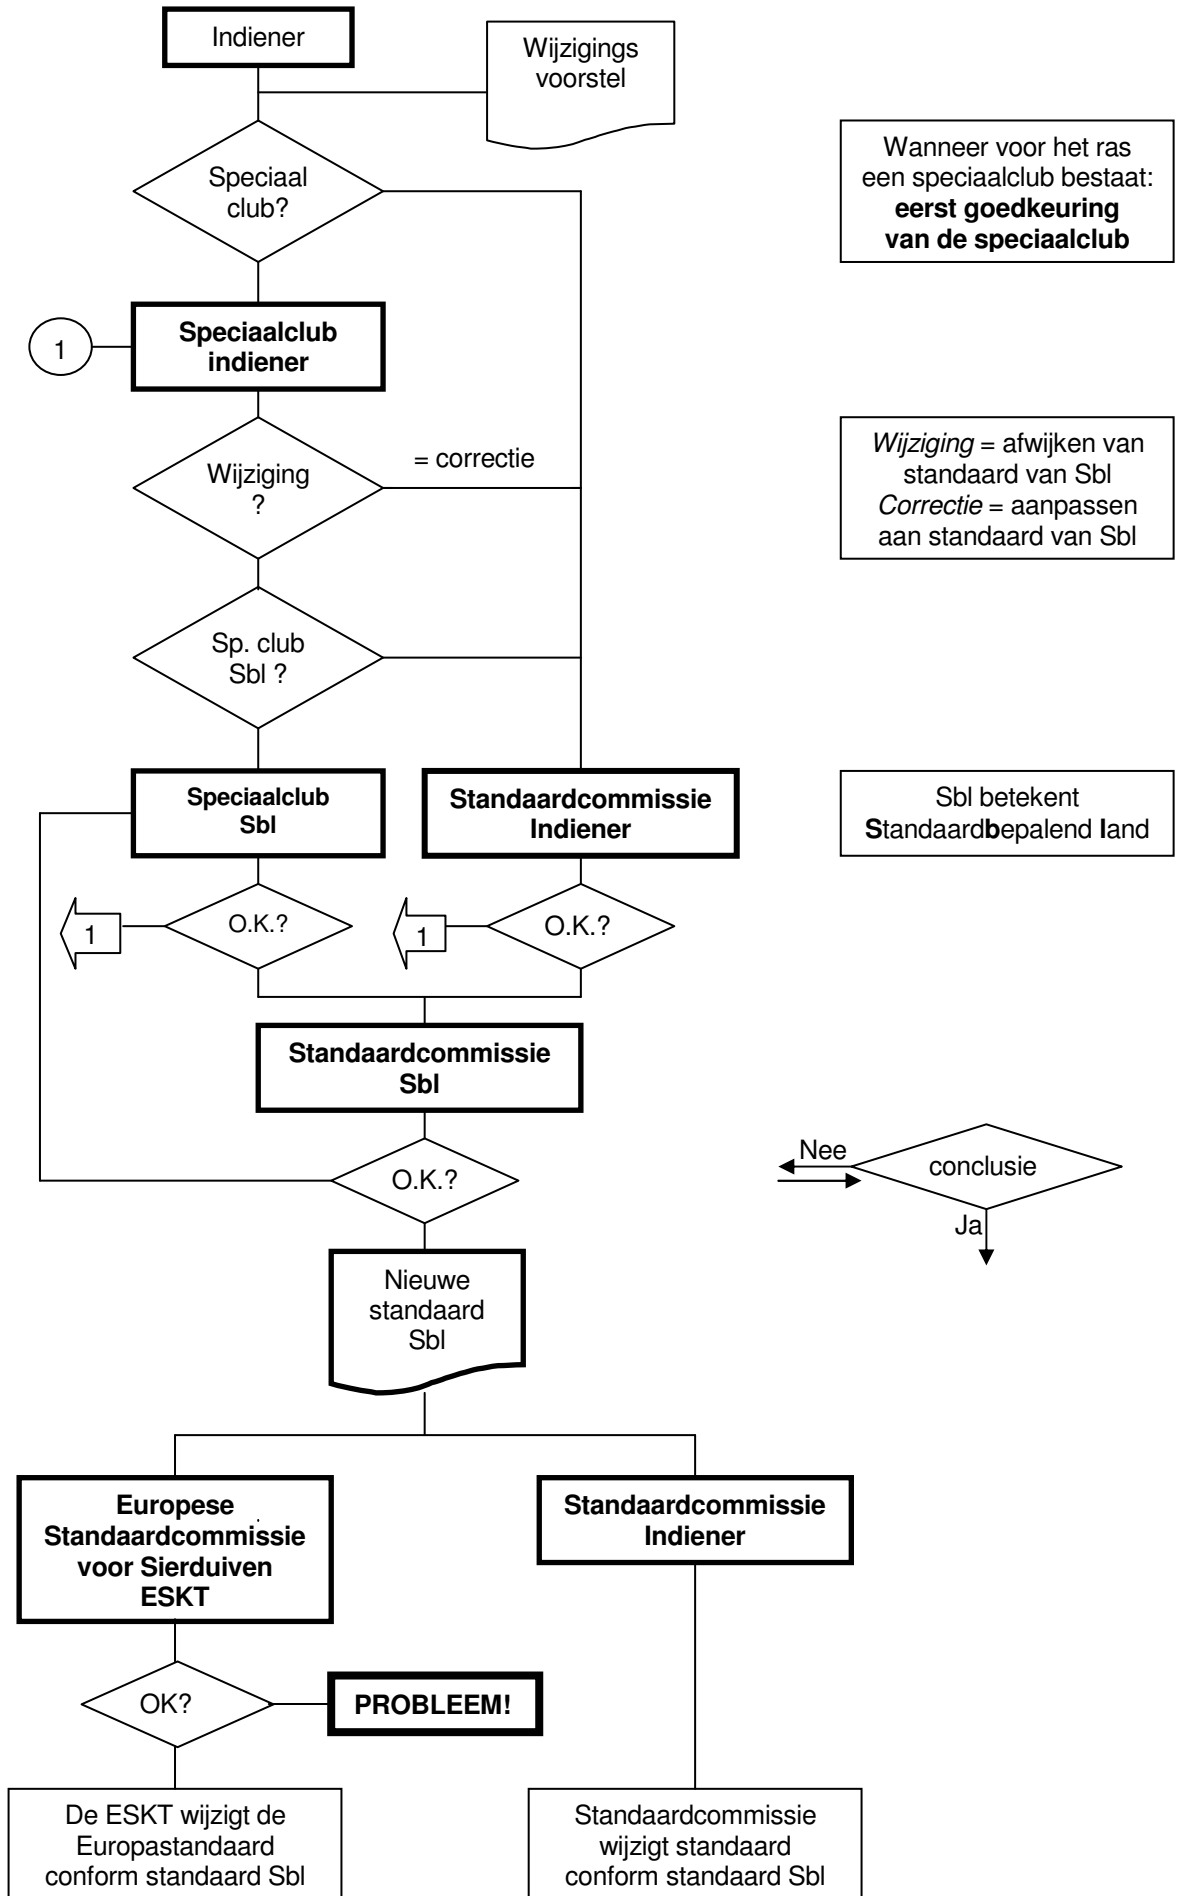 Indiener
Wijzigings
voorstel
Speciaal
club?
Wanneer voor het ras
een speciaalclub bestaat:
eerst goedkeuring
van de speciaalclub
1
Speciaalclub
indiener
Wijziging
?
= correctie
Wijziging = afwijken van
standaard van Sbl
Correctie = aanpassen
aan standaard van Sbl
Sp. club
Sbl ?
Speciaalclub
Sbl
Standaardcommissie
Indiener
Sbl betekent
Standaardbepalend land
1
O.K.?
1
O.K.?
Standaardcommissie
Sbl
O.K.?
Nee
conclusie
Ja
Nieuwe
standaard
Sbl
Europese
Standaardcommissie
voor Sierduiven
ESKT
Standaardcommissie
Indiener
OK?
PROBLEEM!
De ESKT wijzigt de
Europastandaard
conform standaard Sbl
Standaardcommissie
wijzigt standaard
conform standaard Sbl